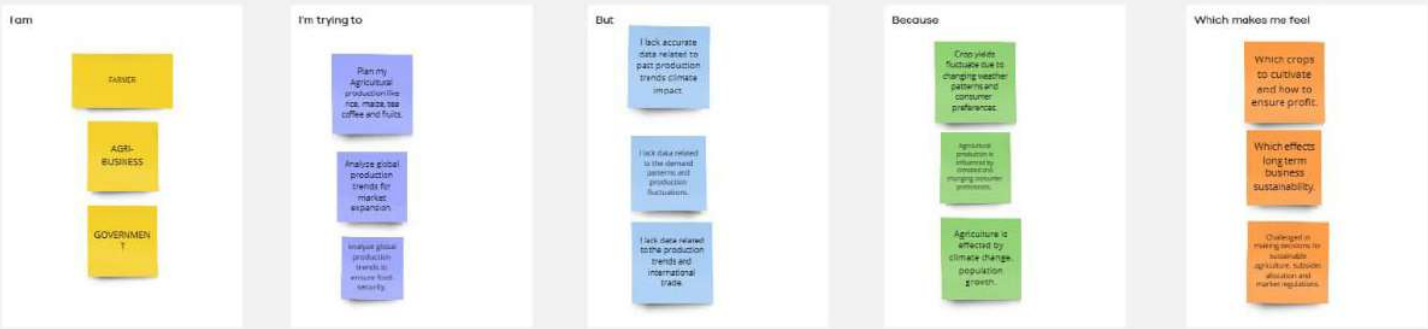 I am
FARMER
AGRI-
BUSINESS
GOVERNMEN
T
I'm trying to
Plan my
Agricultural
production like
rice, maize, tea
coffee and fruits.
Analyze global
production
trends for
market
expansion.
Analyze global
production
trends to
ensure food
security.
But
I lack accurate
data related to
past production
trends climate
impact.
I lack data related
is the demand
patterns and
production
fluctuations.
I lack data related
to the production
trends and
international
trade.
Because
Crop yields
fluctuate due to
changing weather
patterns and
consumer
preferences.
Agricultural
production is
influenced by
climate and
changing consumer
preferences.
Agriculture is
effected by
climate change,
population
growth.
Which makes me feel
Which crops
to cultivate
and how to
ensure profit.
Which effects
long term
business
sustainability.
Challenged in
making decisions for
sustainable
agriculture, subsides
allocation and
market regulations.